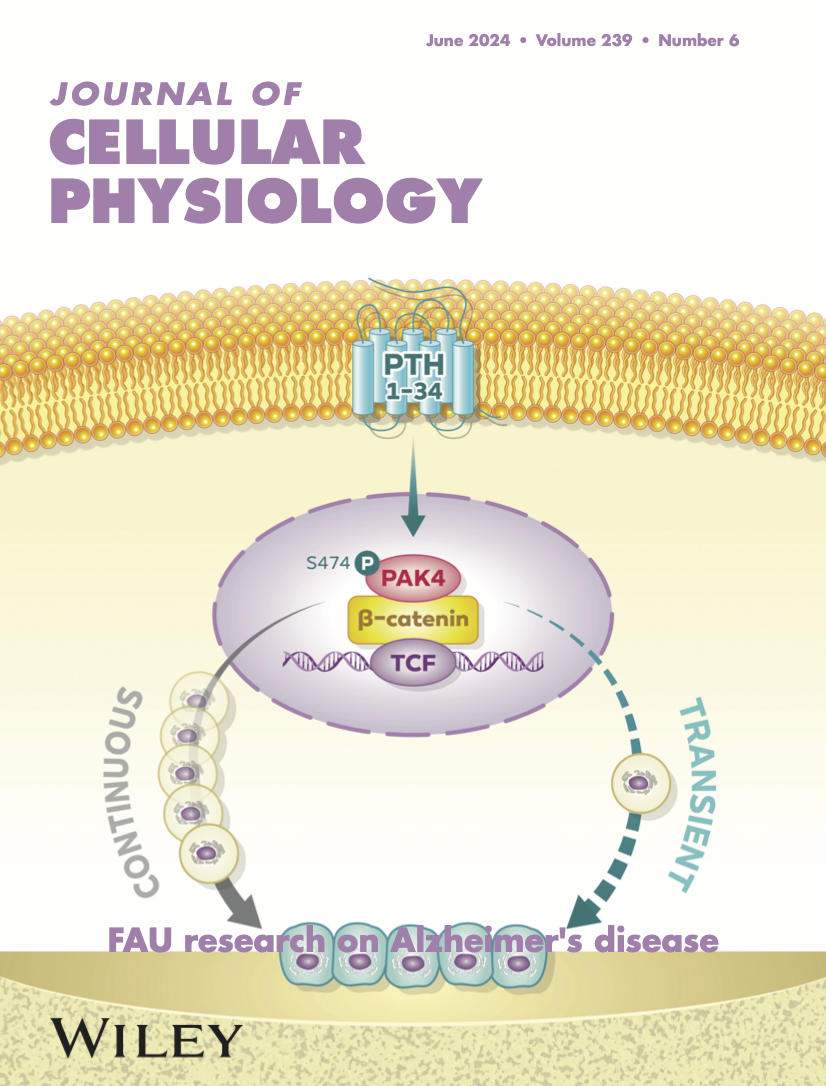 June 2024 • Volume 239 • Number 6
JOURNAL OF
CELLULAR
PHYSIOLOGY
PTH
1-34
S474 P
PAK4
β-catenin
TCF
CONTINUOUS
TRANSIENT
FAU research on Alzheimer's disease
WILEY